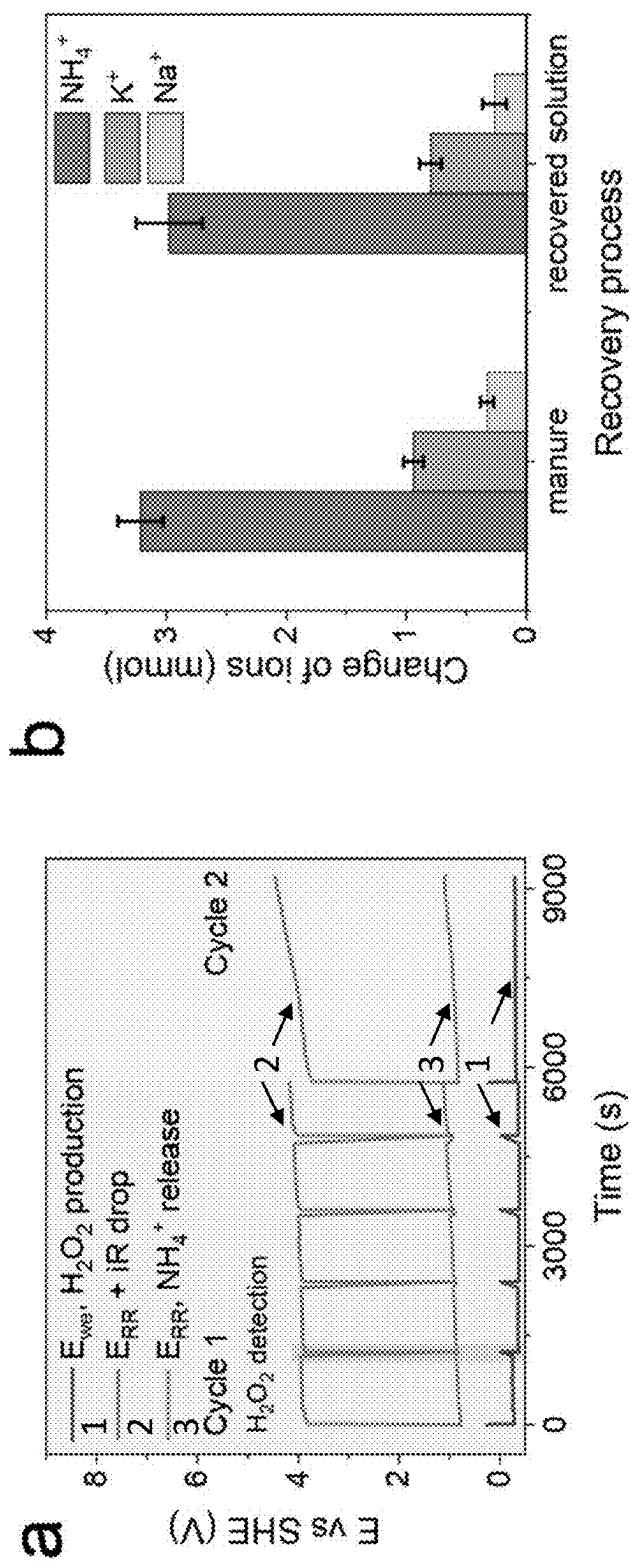 a
1 E_we, H₂O₂ production
2 E_RR + iR drop
3 E_RR, NH₄⁺ release
Cycle 1
H₂O₂ detection
Cycle 2
2
3
1
E vs SHE (V)
8
6
4
2
0
0 3000 6000 9000
Time (s)
b
NH₄⁺
K⁺
Na⁺
Change of ions (mmol)
4
3
2
1
0
manure recovered solution
Recovery process